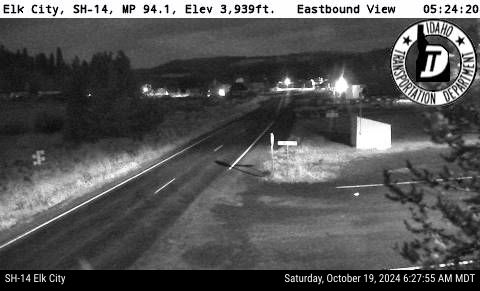 Elk City, SH-14, MP 94.1, Elev 3,939ft.   Eastbound View    05:24:20
IDAHO
TRANSPORTATION DEPARTMENT
SH-14 Elk City
Saturday, October 19, 2024 6:27:55 AM MDT